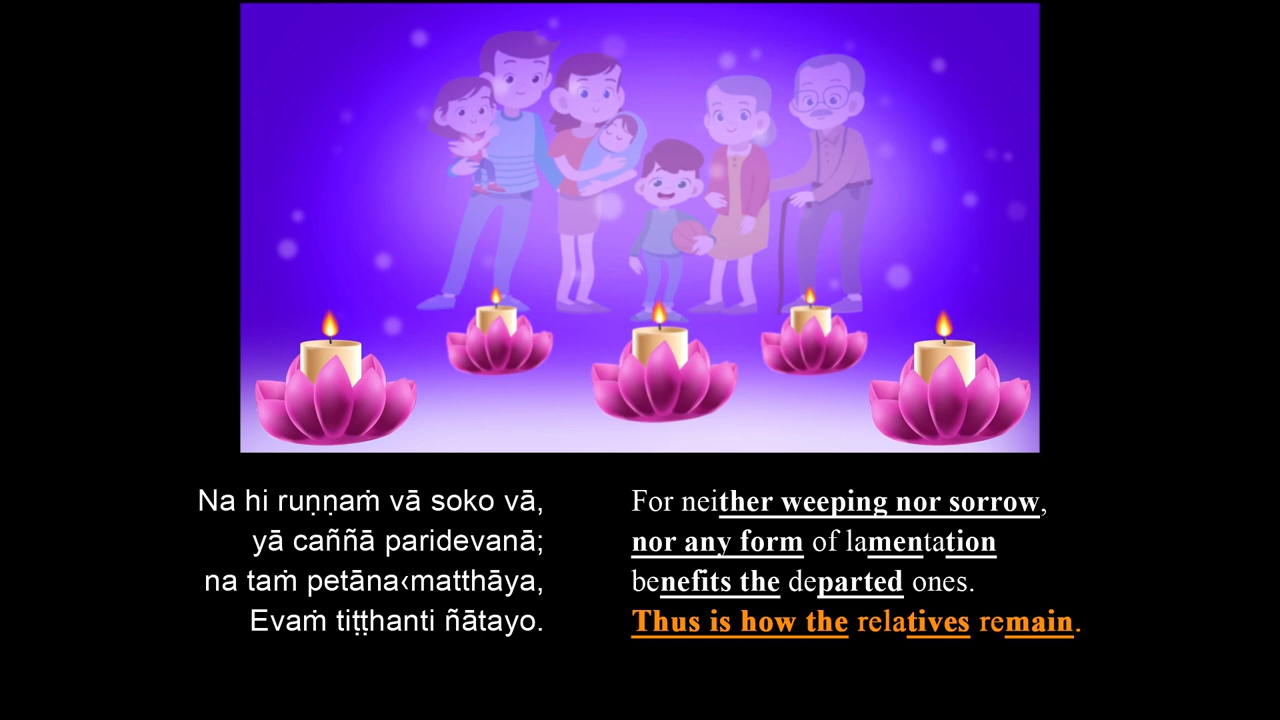 Na hi ruṇṇaṁ vā soko vā,
yā caññā paridevanā;
na taṁ petāna‹matthāya,
Evaṁ tiṭṭhanti ñātayo.
For neither weeping nor sorrow,
nor any form of lamentation
benefits the departed ones.
Thus is how the relatives remain.